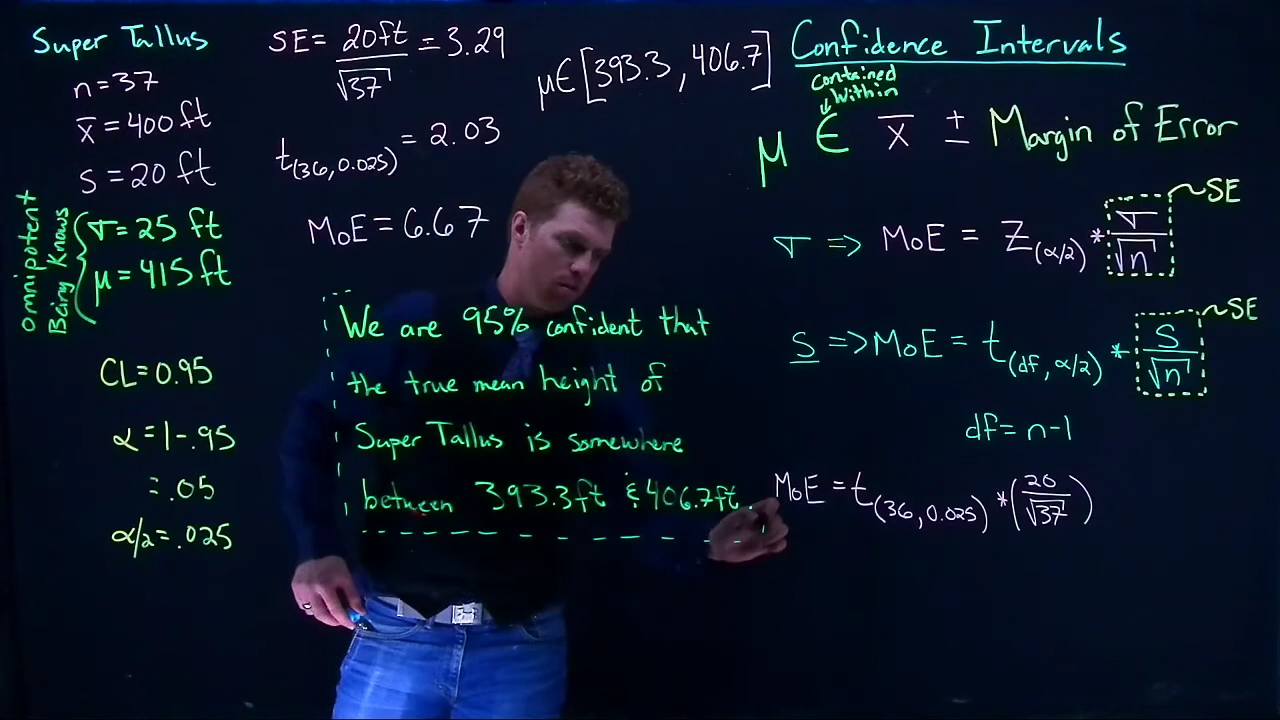 Super Tallus
n=37
x̄ = 400 ft
s = 20 ft
Omnipotent
Being Knows
σ = 25 ft
μ = 415 ft
CL = 0.95
α = 1-.95
= .05
α/2 = .025
SE = 20ft/√37 = 3.29
t(36, 0.025) = 2.03
MoE = 6.67
μ∈[393.3, 406.7]
We are 95% confident that
the true mean height of
Super Tallus is somewhere
between 393.3ft & 406.7ft.
Confidence Intervals
contained
within
μ ∈ x̄ ± Margin of Error
σ => MoE = Z(α/2) * σ/√n ~SE
s => MoE = t(df, α/2) * s/√n ~SE
df = n-1
MoE = t(36, 0.025) * (20/√37)